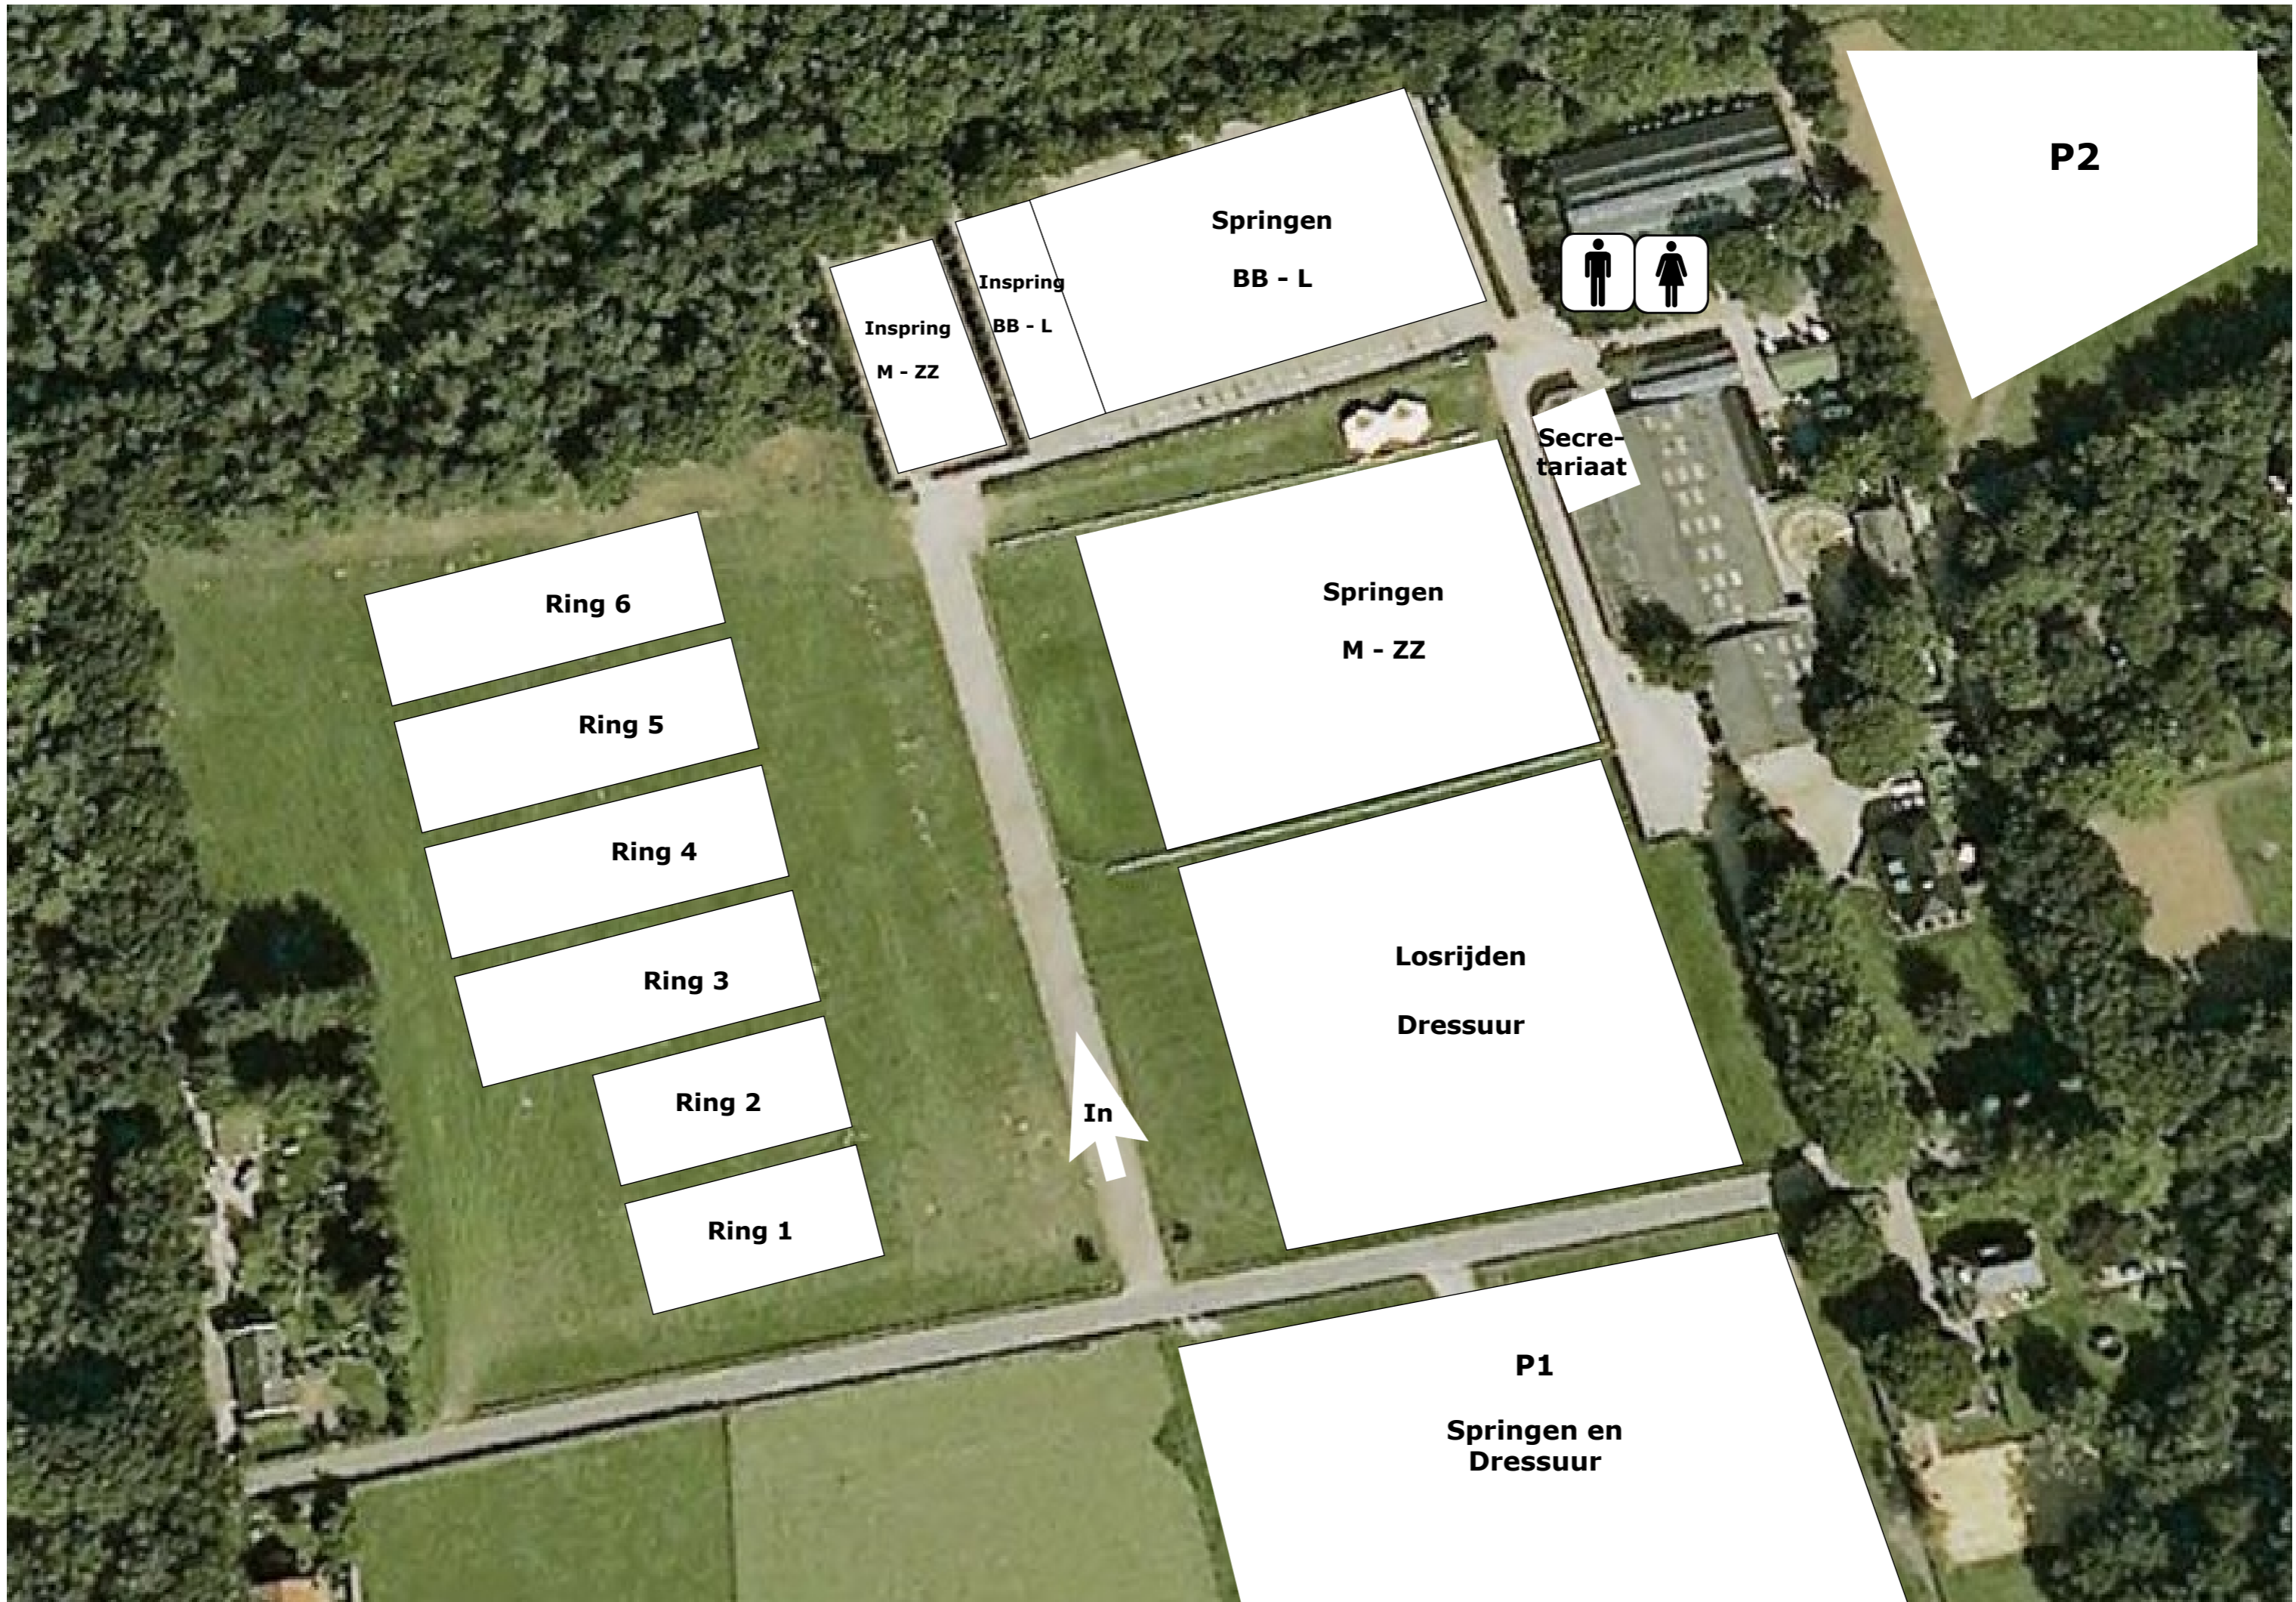 P2
Springen
BB - L
Inspring
BB - L
Inspring
M - ZZ
Secre-
tariaat
Springen
M - ZZ
Ring 6
Ring 5
Ring 4
Ring 3
Ring 2
Ring 1
Losrijden
Dressuur
In
P1
Springen en
Dressuur